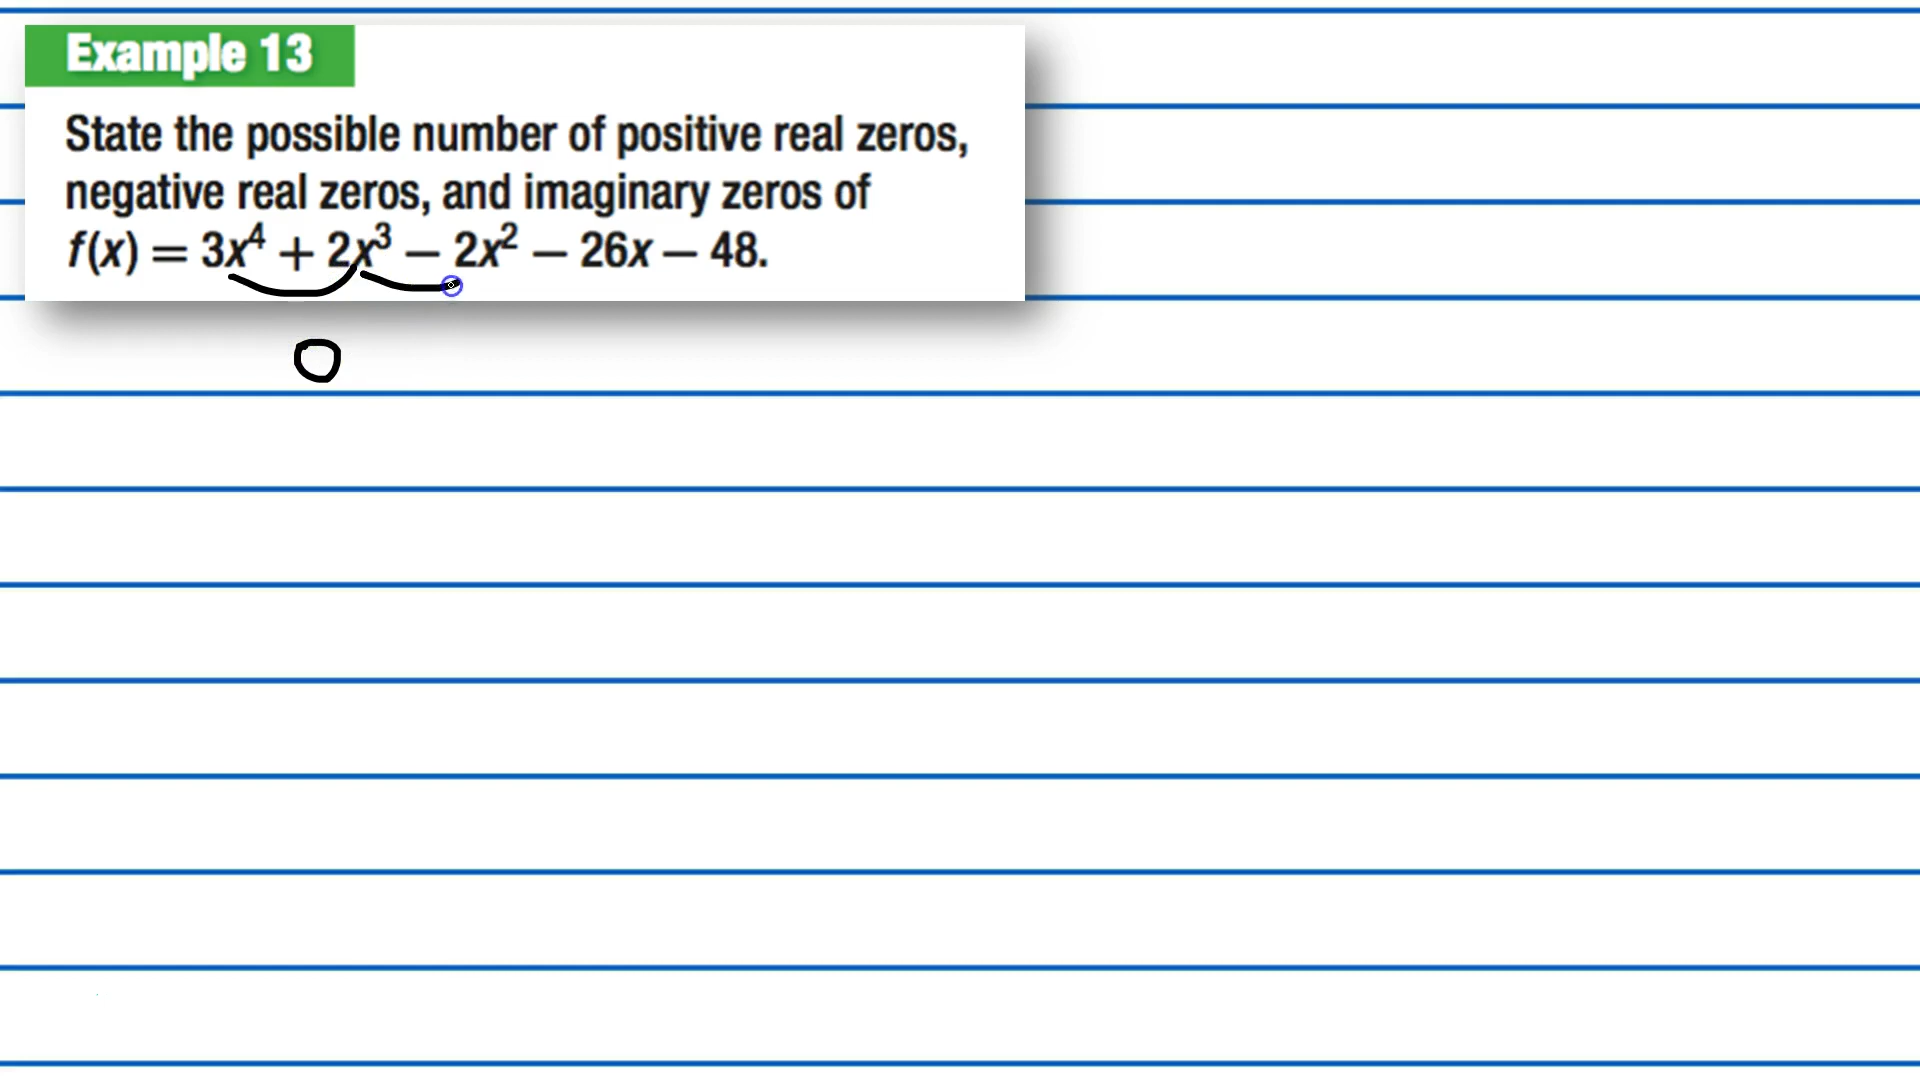 Example 13
State the possible number of positive real zeros,
negative real zeros, and imaginary zeros of
f(x) = 3x⁴ + 2x³ – 2x² – 26x – 48.
0